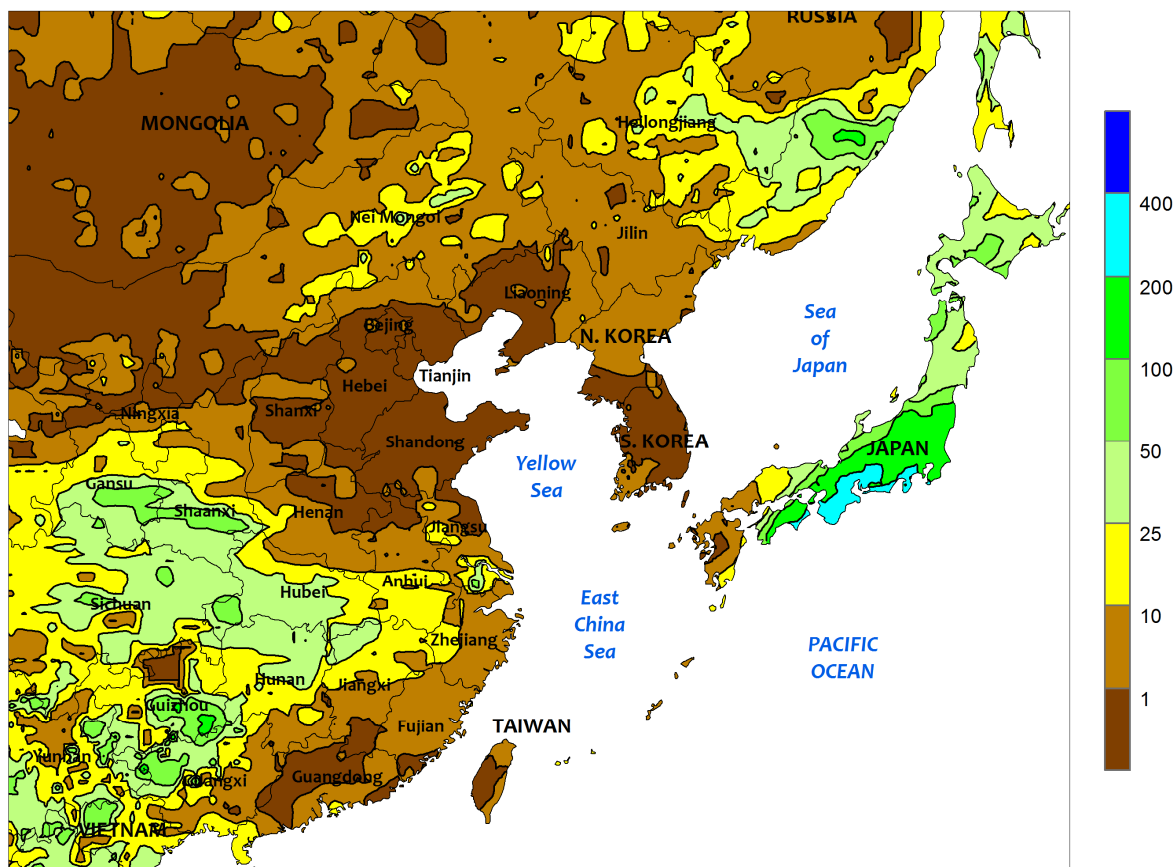 RUSSIA
MONGOLIA
Heilongjiang
400
Nei Mongol
Jilin
200
Liaoning
Sea
of
Japan
Beijing
N. KOREA
100
Tianjin
Hebei
Shanxi
Ningxia
Shandong
S. KOREA
JAPAN
50
Yellow
Sea
Gansu
Shaanxi
Henan
Jiangsu
25
Anhui
Hubei
Sichuan
East
China
Sea
10
Zhejiang
PACIFIC
OCEAN
Hunan
Jiangxi
1
Guizhou
Fujian
TAIWAN
Yunnan
Guangxi
Guangdong
VIETNAM